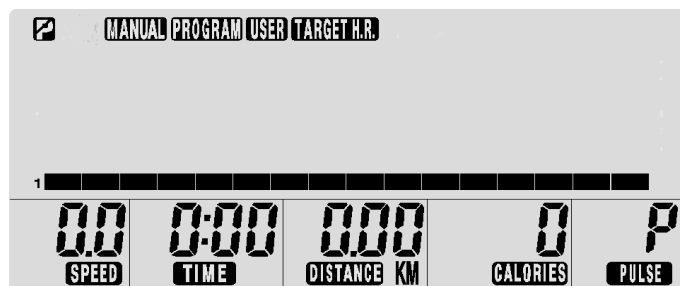 P MANUAL PROGRAM USER TARGET H.R.
1
0.0 0:00 0.00 0 P
SPEED TIME DISTANCE KM CALORIES PULSE